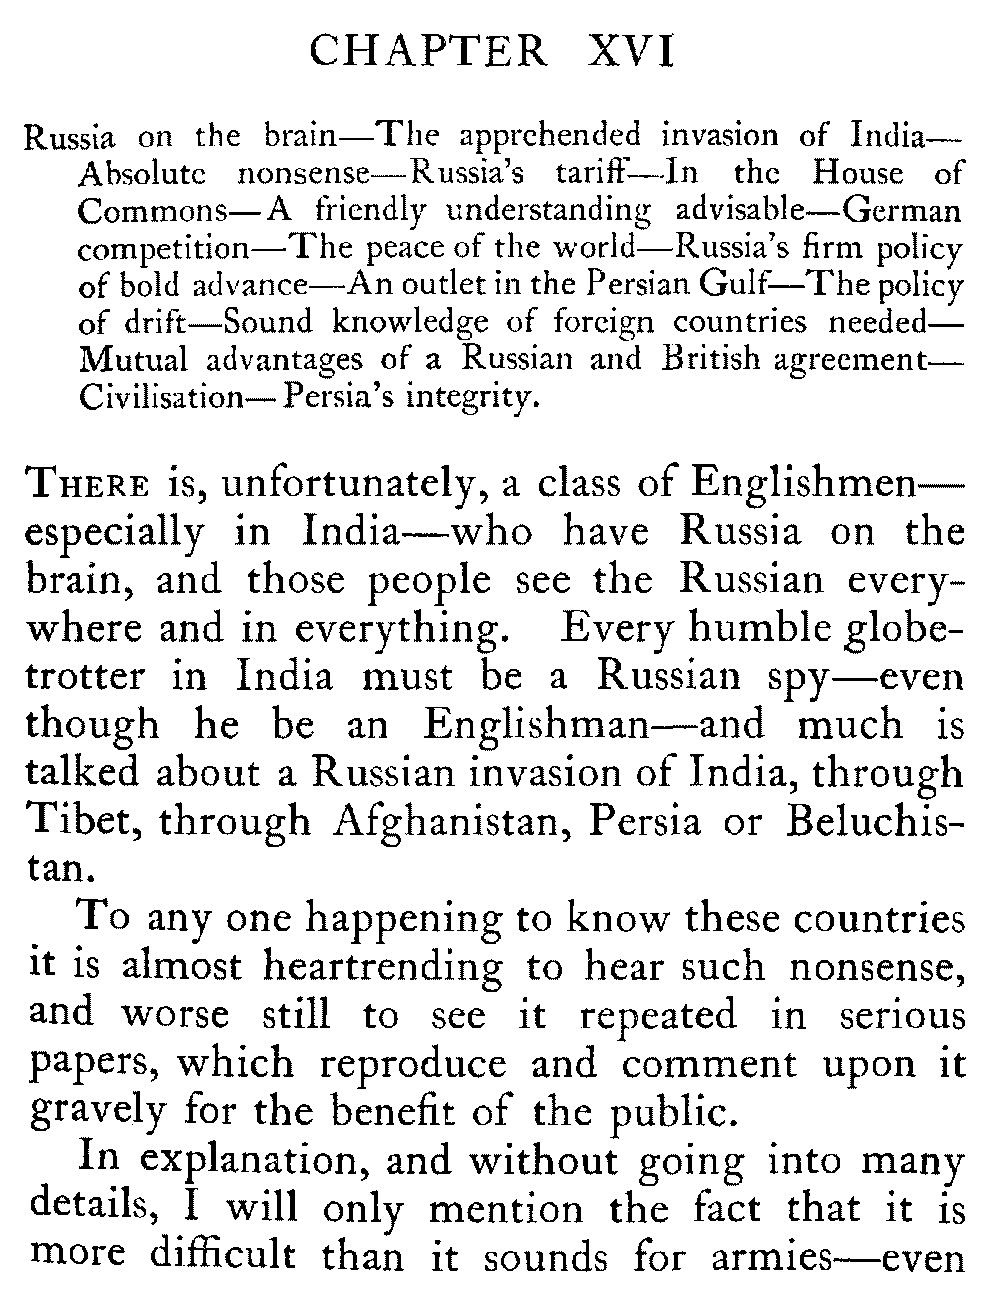 CHAPTER XVI
Russia on the brain—The apprehended invasion of India—
Absolute nonsense—Russia's tariff—In the House of
Commons—A friendly understanding advisable—German
competition—The peace of the world—Russia's firm policy
of bold advance—An outlet in the Persian Gulf—The policy
of drift—Sound knowledge of foreign countries needed—
Mutual advantages of a Russian and British agreement—
Civilisation—Persia's integrity.
THERE is, unfortunately, a class of Englishmen—
especially in India—who have Russia on the
brain, and those people see the Russian every-
where and in everything. Every humble globe-
trotter in India must be a Russian spy—even
though he be an Englishman—and much is
talked about a Russian invasion of India, through
Tibet, through Afghanistan, Persia or Beluchis-
tan.
To any one happening to know these countries
it is almost heartrending to hear such nonsense,
and worse still to see it repeated in serious
papers, which reproduce and comment upon it
gravely for the benefit of the public.
In explanation, and without going into many
details, I will only mention the fact that it is
more difficult than it sounds for armies—even